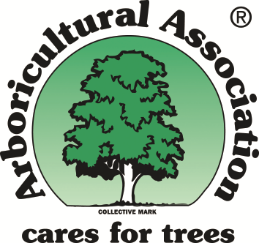 Arboricultural Association ®
COLLECTIVE MARK
cares for trees